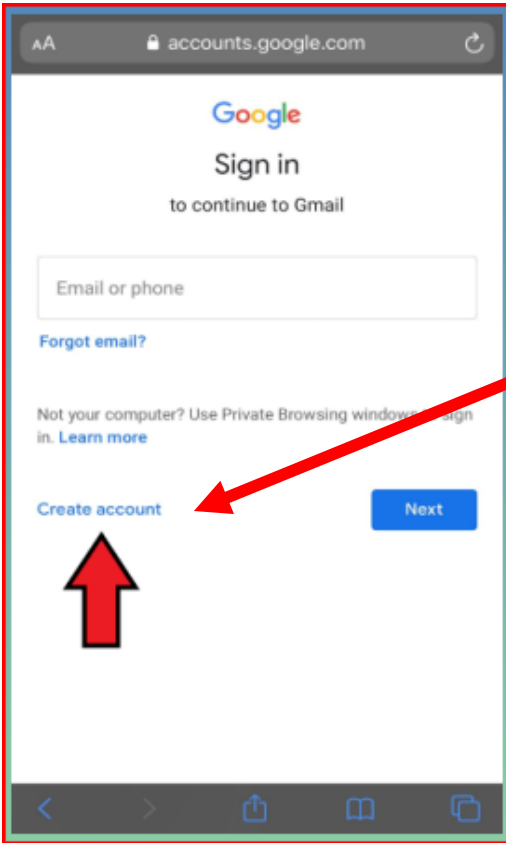 AA accounts.google.com
Google
Sign in
to continue to Gmail
Email or phone
Forgot email?
Not your computer? Use Private Browsing windows sign
in. Learn more
Create account Next